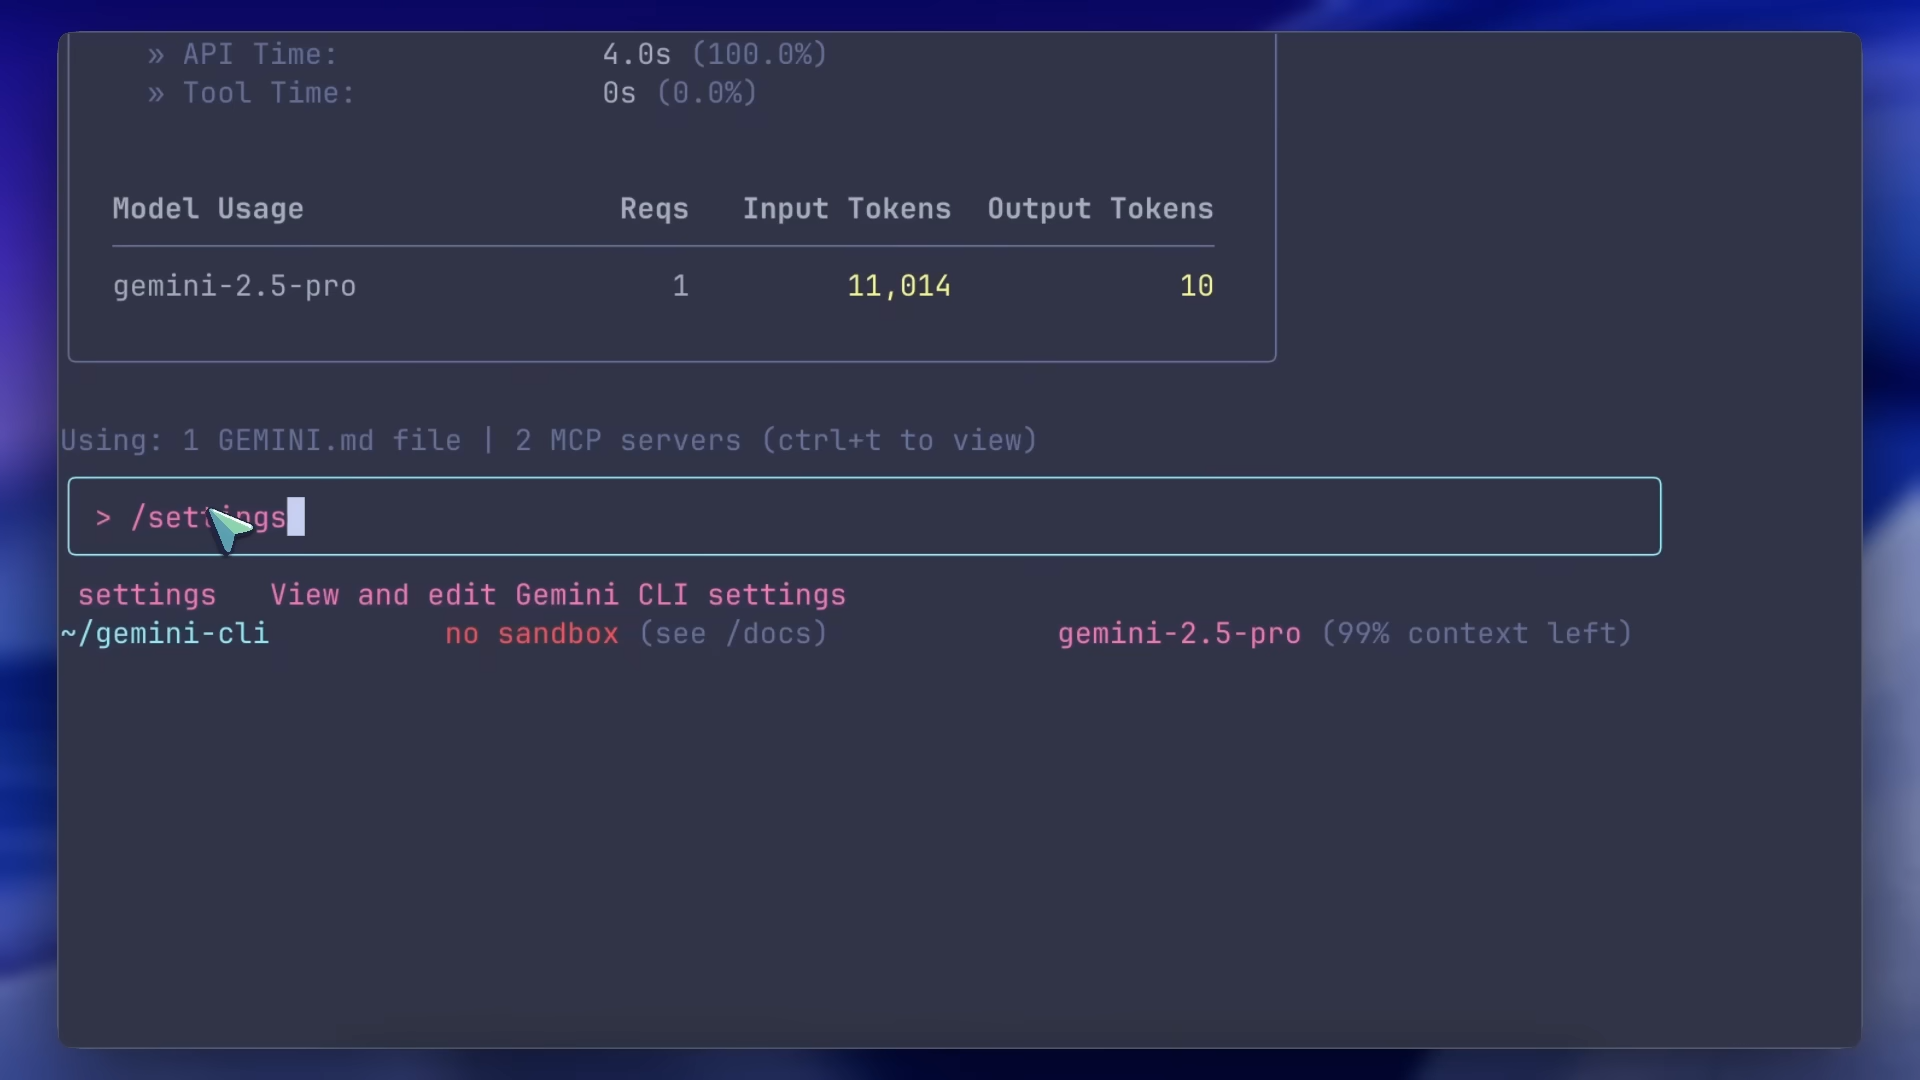 » API Time: 4.0s (100.0%)
» Tool Time: 0s (0.0%)
Model Usage Reqs Input Tokens Output Tokens
gemini-2.5-pro 1 11,014 10
Using: 1 GEMINI.md file | 2 MCP servers (ctrl+t to view)
> /settings
settings View and edit Gemini CLI settings
~/gemini-cli no sandbox (see /docs) gemini-2.5-pro (99% context left)